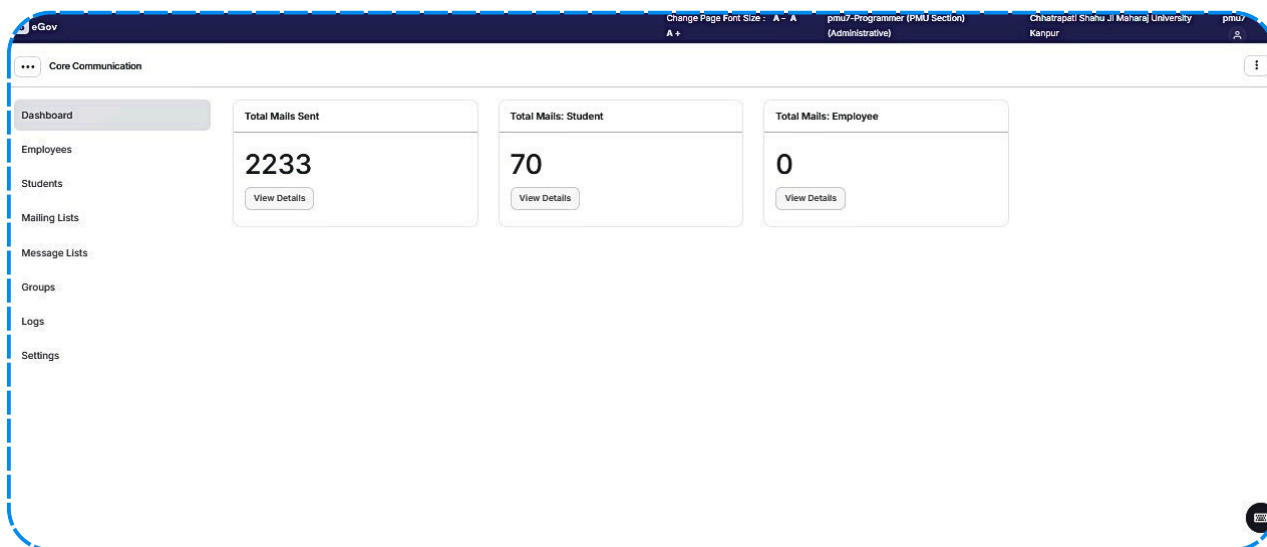 eGov
Change Page Font Size : A - A
A +
pmu7-Programmer (PMU Section)
(Administrative)
Chhatrapati Shahu Ji Maharaj University
Kanpur
pmu7
Core Communication
Dashboard
Employees
Students
Mailing Lists
Message Lists
Groups
Logs
Settings
Total Mails Sent
2233
View Details
Total Mails: Student
70
View Details
Total Mails: Employee
0
View Details